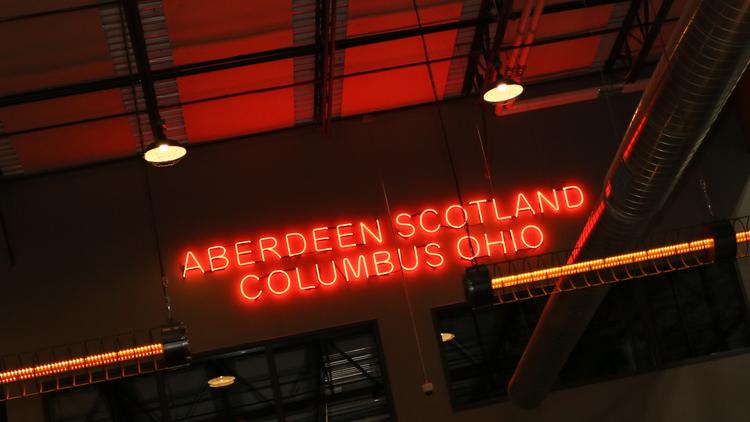 ABERDEEN SCOTLAND
COLUMBUS OHIO